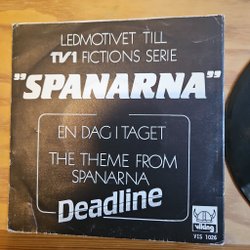 LEDMOTIVET TILL
TV1 FICTIONS SERIE
"SPANARNA"
EN DAG I TAGET
THE THEME FROM
SPANARNA
Deadline
viking
VIS 1026